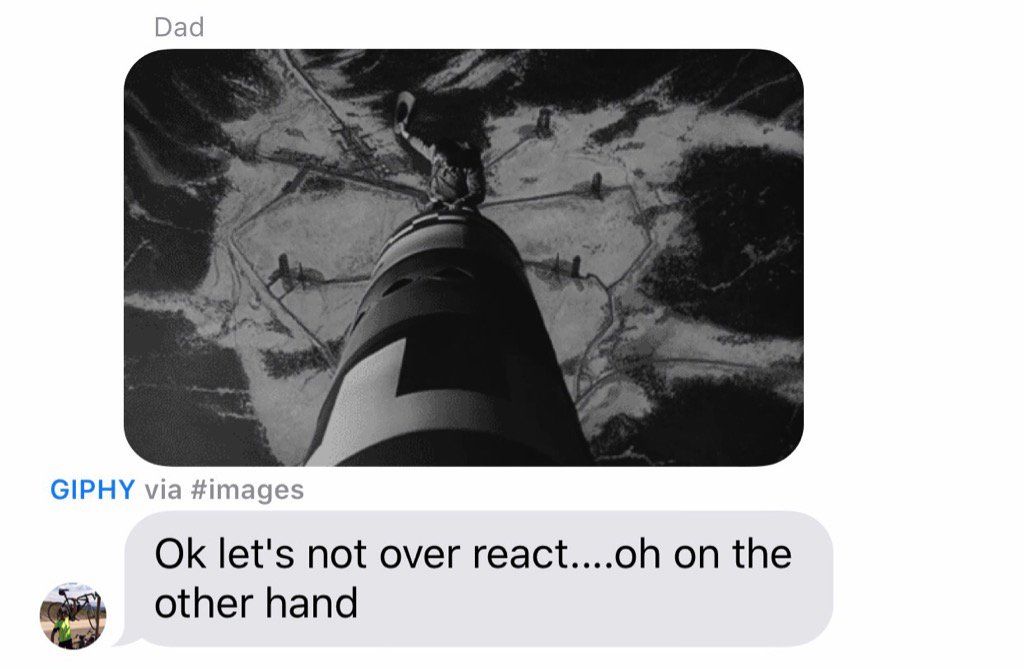 Dad
GIPHY via #images
Ok let's not over react....oh on the
other hand